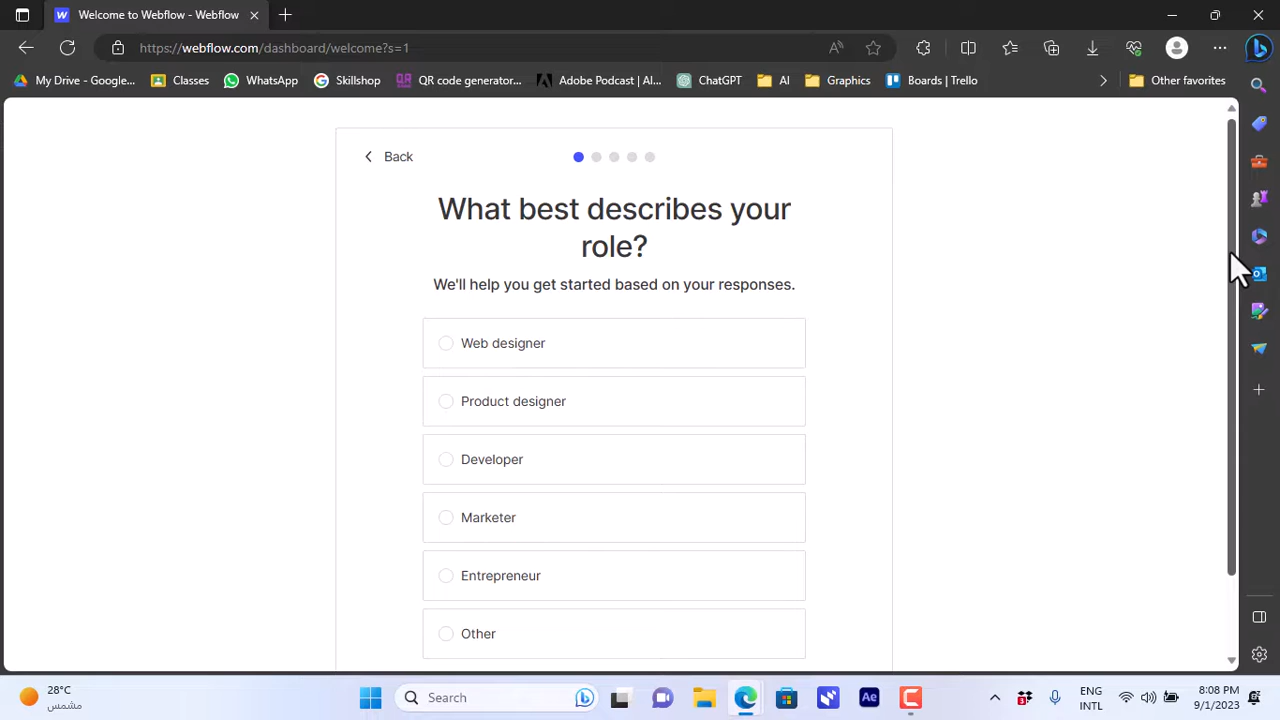 Welcome to Webflow - Webflow
https://webflow.com/dashboard/welcome?s=1
My Drive - Google... Classes WhatsApp Skillshop QR code generator... Adobe Podcast | AI... ChatGPT AI Graphics Boards | Trello Other favorites
Back
What best describes your
role?
We'll help you get started based on your responses.
Web designer
Product designer
Developer
Marketer
Entrepreneur
Other
28°C
مشمس
Search
Ae
ENG
INTL
8:08 PM
9/1/2023